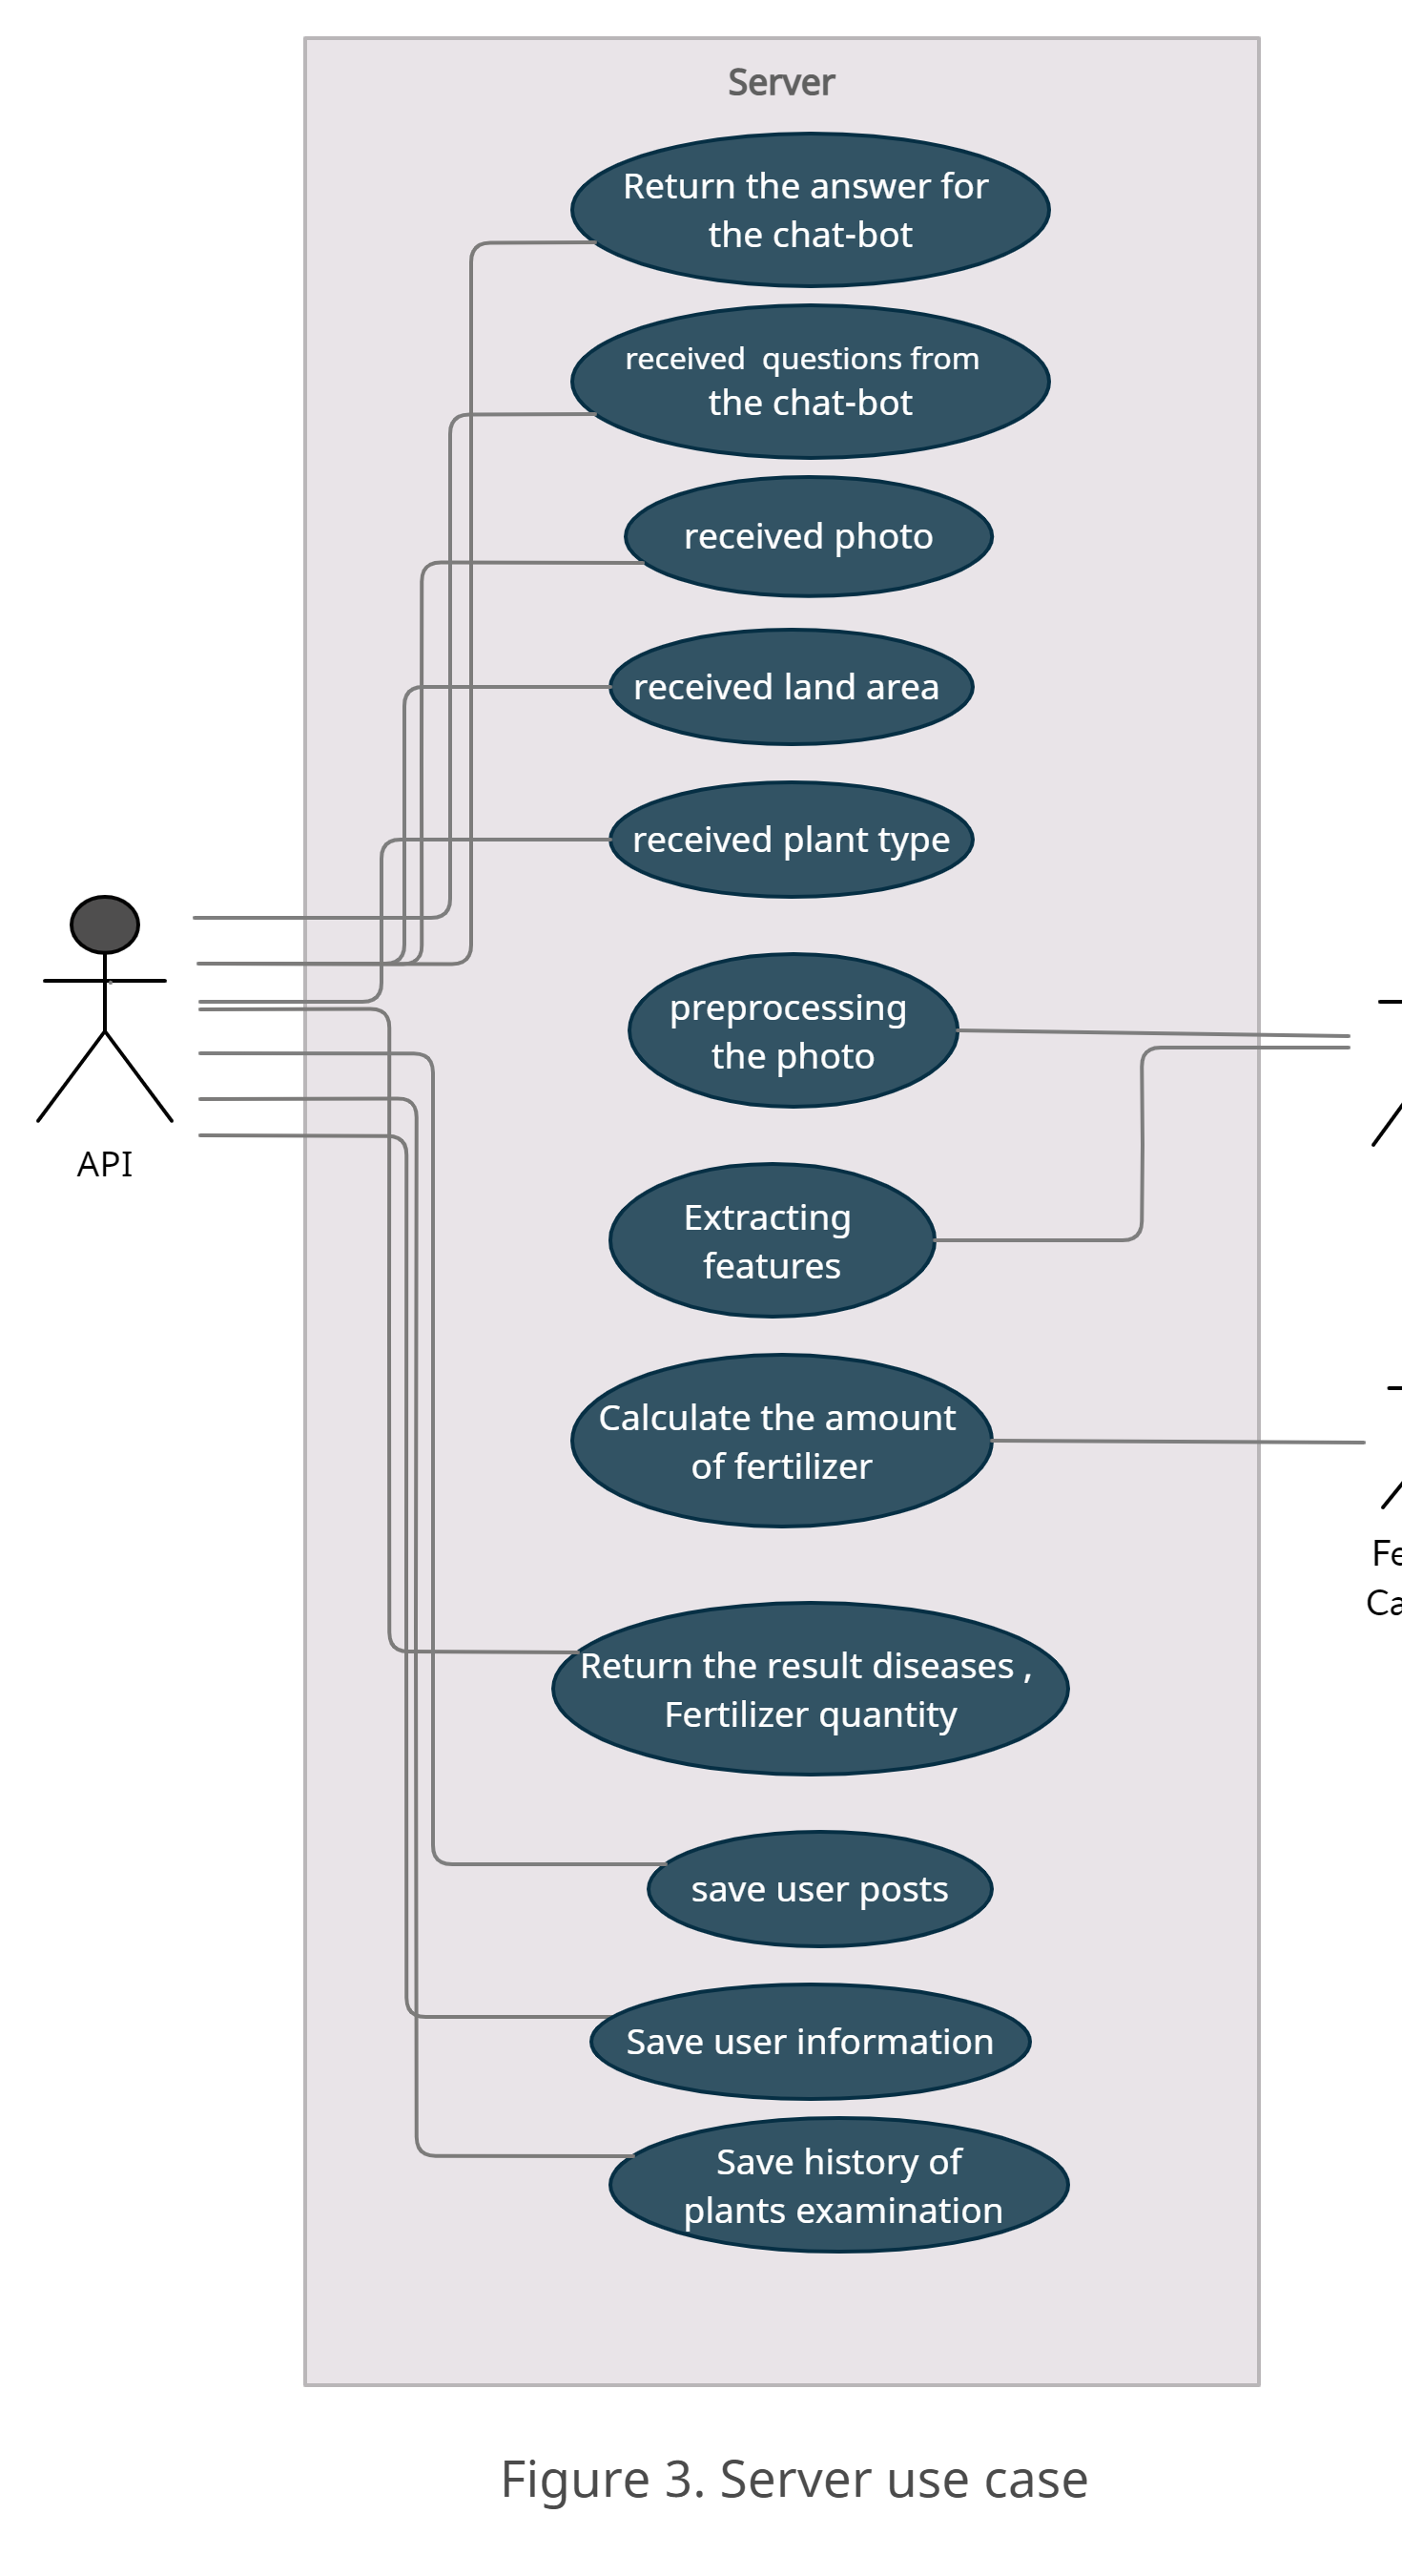 Server
Return the answer for
the chat-bot
received  questions from
the chat-bot
received photo
received land area
received plant type
preprocessing
the photo
API
Extracting
features
Calculate the amount
of fertilizer
Return the result diseases ,
Fertilizer quantity
save user posts
Save user information
Save history of
plants examination
Figure 3. Server use case